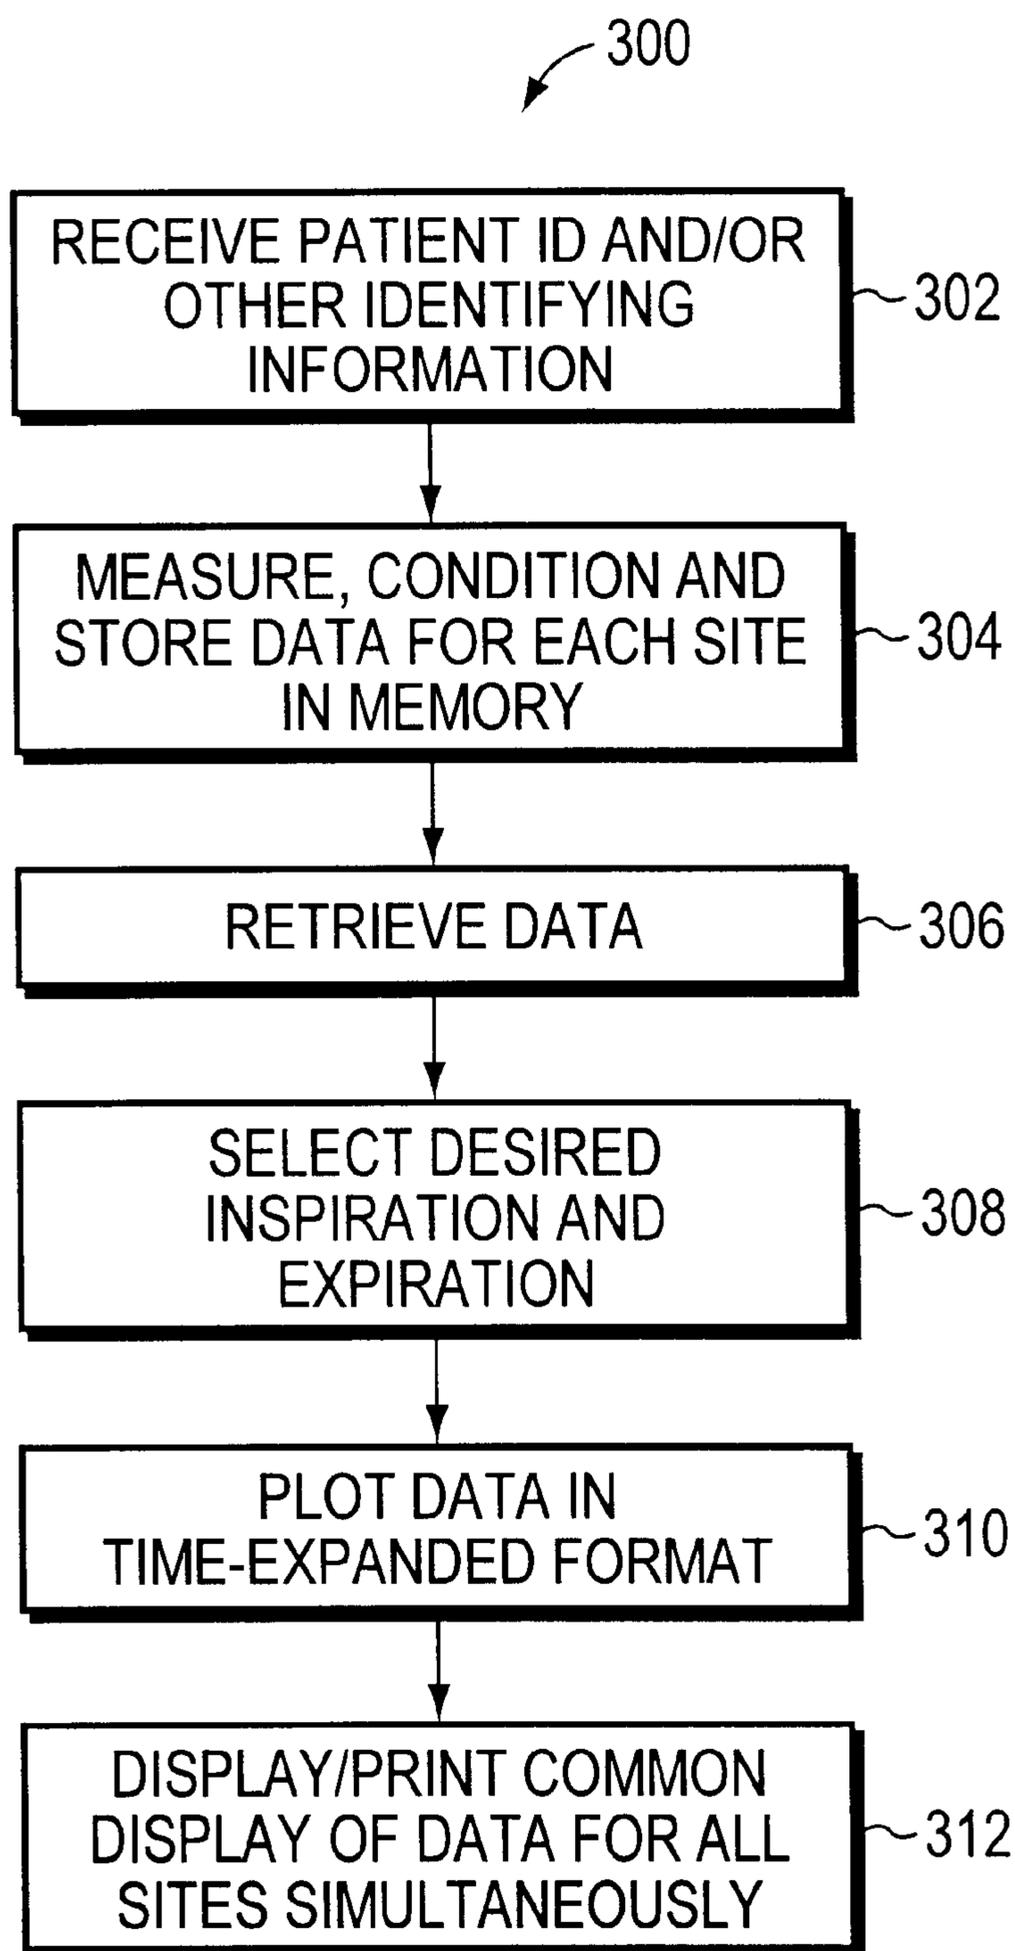 300
RECEIVE PATIENT ID AND/OR
OTHER IDENTIFYING
INFORMATION
302
MEASURE, CONDITION AND
STORE DATA FOR EACH SITE
IN MEMORY
304
RETRIEVE DATA
306
SELECT DESIRED
INSPIRATION AND
EXPIRATION
308
PLOT DATA IN
TIME-EXPANDED FORMAT
310
DISPLAY/PRINT COMMON
DISPLAY OF DATA FOR ALL
SITES SIMULTANEOUSLY
312